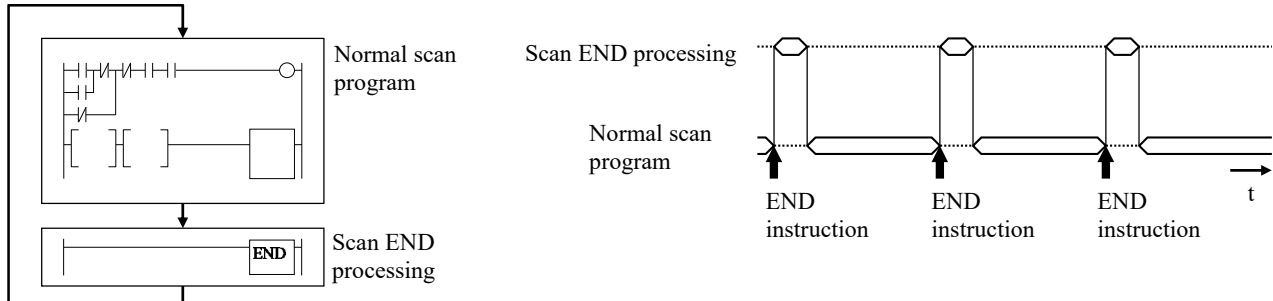 Normal scan
program
END
Scan END
processing
Scan END processing
Normal scan
program
END
instruction
END
instruction
END
instruction
t